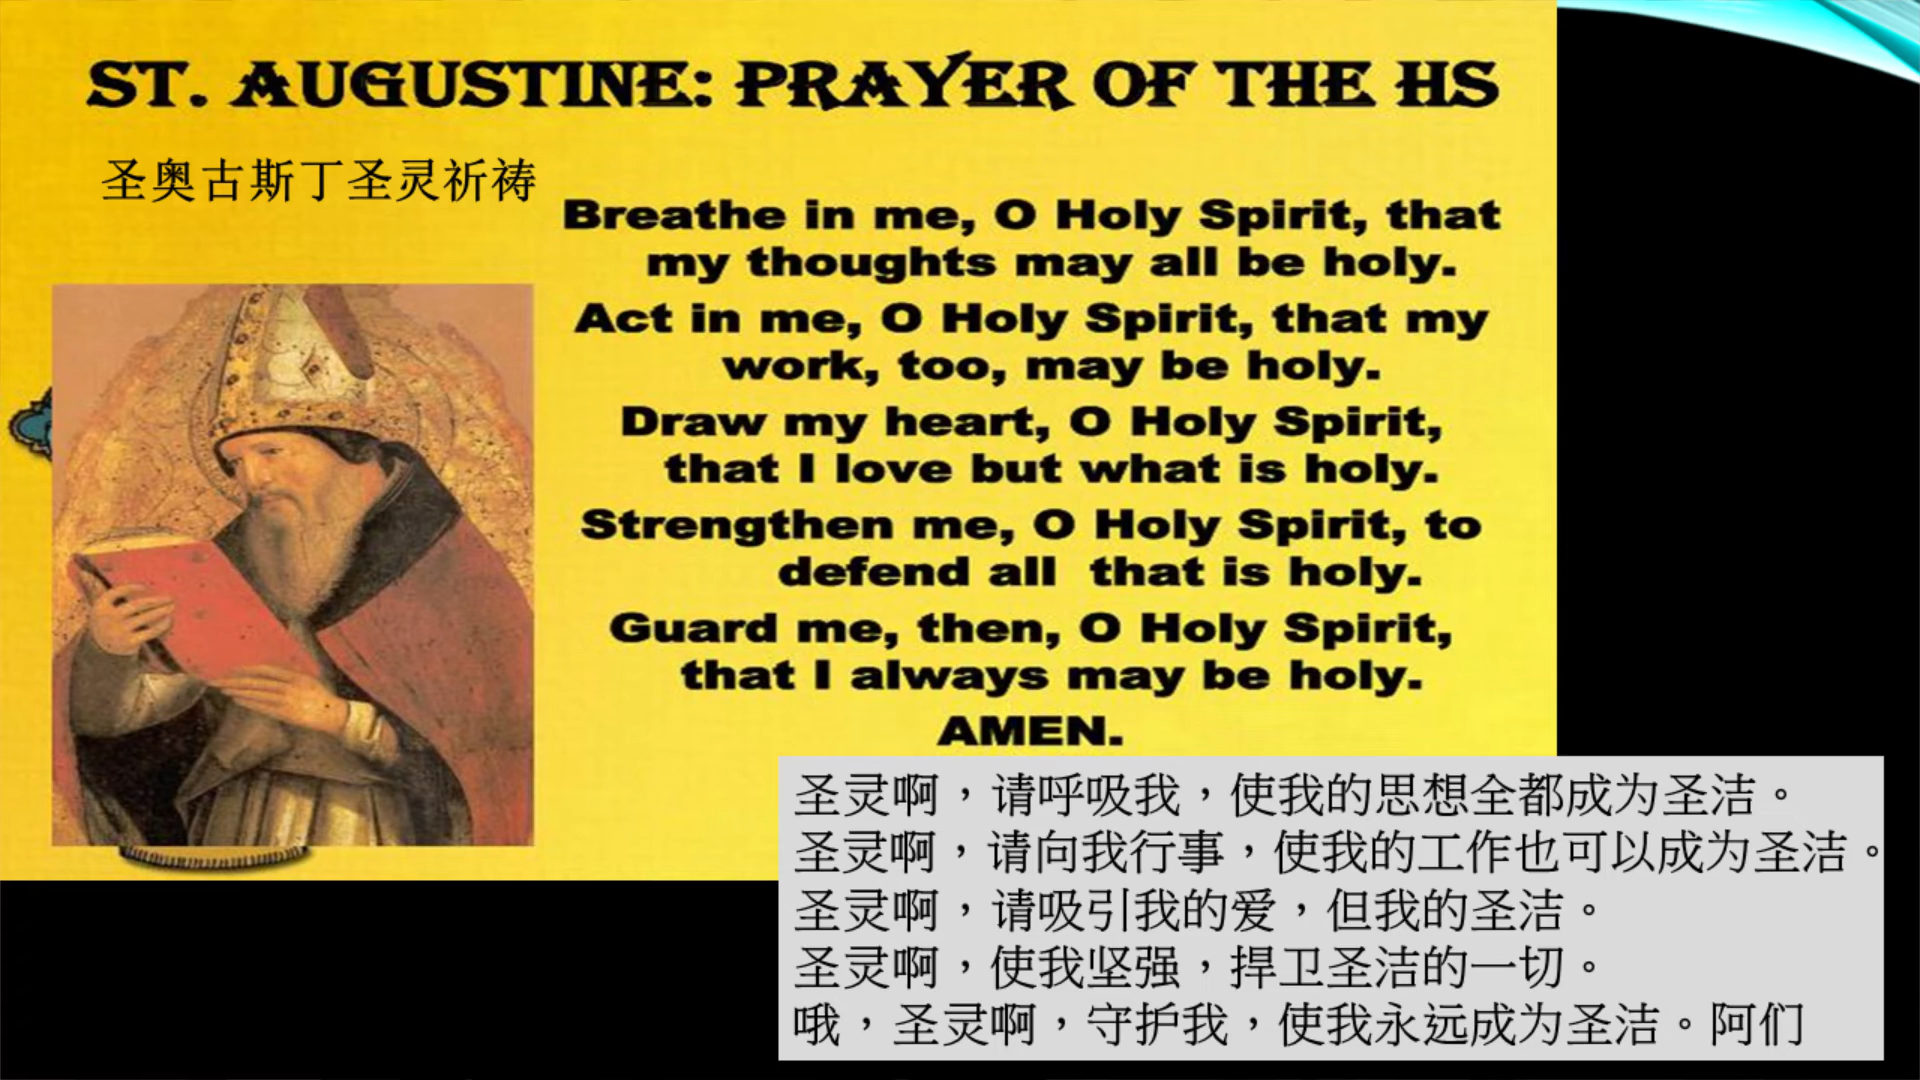 ST. AUGUSTINE: PRAYER OF THE HS
圣奥古斯丁圣灵祈祷
Breathe in me, O Holy Spirit, that
my thoughts may all be holy.
Act in me, O Holy Spirit, that my
work, too, may be holy.
Draw my heart, O Holy Spirit,
that I love but what is holy.
Strengthen me, O Holy Spirit, to
defend all that is holy.
Guard me, then, O Holy Spirit,
that I always may be holy.
AMEN.
圣灵啊，请呼吸我，使我的思想全都成为圣洁。
圣灵啊，请向我行事，使我的工作也可以成为圣洁。
圣灵啊，请吸引我的爱，但我的圣洁。
圣灵啊，使我坚强，捍卫圣洁的一切。
哦，圣灵啊，守护我，使我永远成为圣洁。阿们